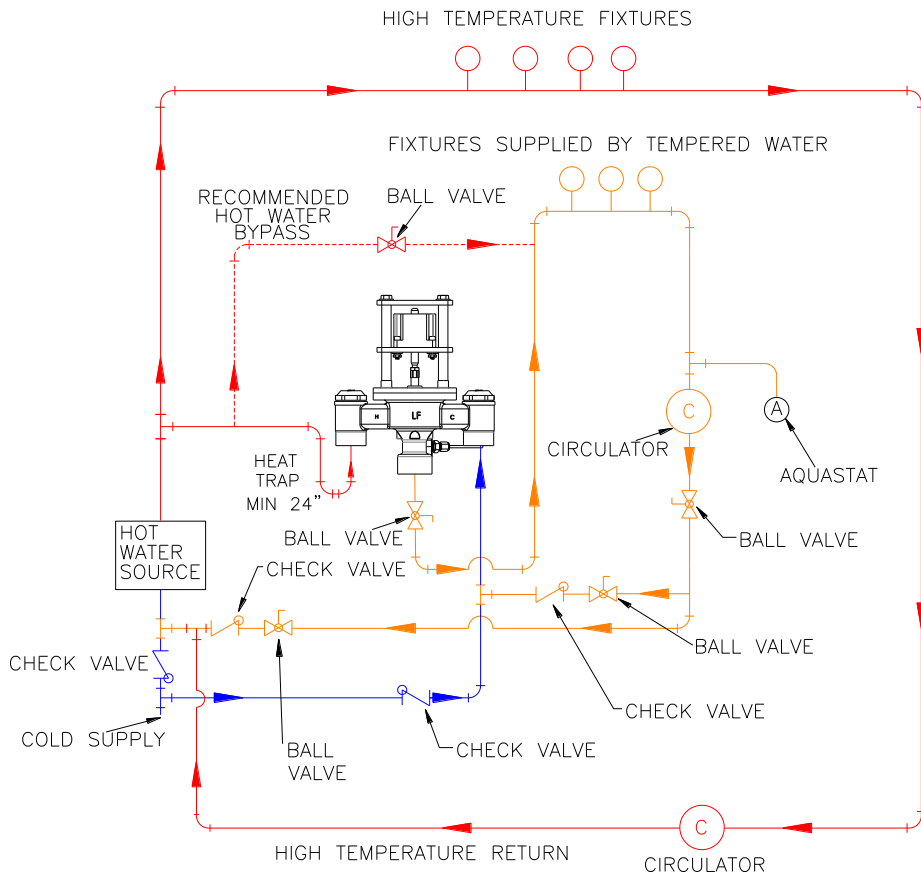 HIGH TEMPERATURE FIXTURES
FIXTURES SUPPLIED BY TEMPERED WATER
RECOMMENDED
HOT WATER
BYPASS
BALL VALVE
H
LF
C
C
A
CIRCULATOR
AQUASTAT
HEAT
TRAP
MIN 24"
HOT
WATER
SOURCE
BALL VALVE
BALL VALVE
CHECK VALVE
BALL VALVE
CHECK VALVE
CHECK VALVE
COLD SUPPLY
BALL
VALVE
CHECK VALVE
C
HIGH TEMPERATURE RETURN
CIRCULATOR